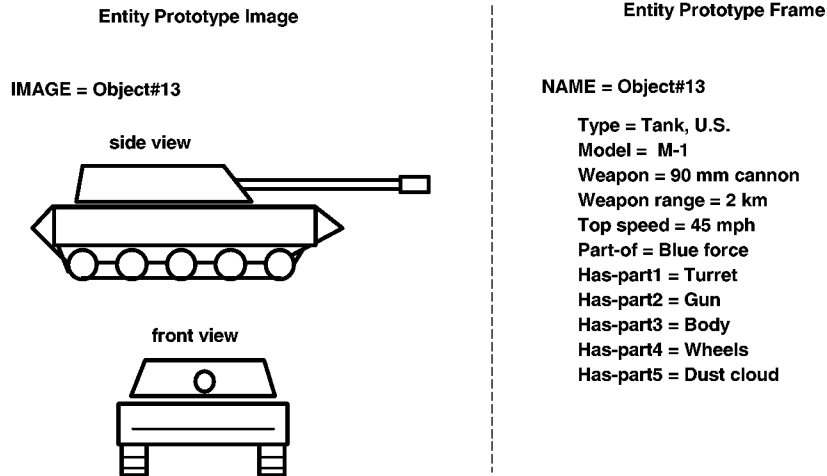 Entity Prototype Image
IMAGE = Object#13
side view
front view
Entity Prototype Frame
NAME = Object#13
Type = Tank, U.S.
Model =  M-1
Weapon = 90 mm cannon
Weapon range = 2 km
Top speed = 45 mph
Part-of = Blue force
Has-part1 = Turret
Has-part2 = Gun
Has-part3 = Body
Has-part4 = Wheels
Has-part5 = Dust cloud